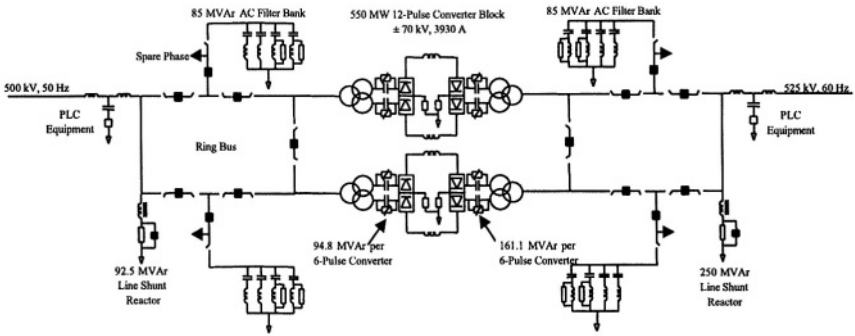 85 MVAr AC Filter Bank
550 MW 12-Pulse Converter Block
± 70 kV, 3930 A
85 MVAr AC Filter Bank
Spare Phase
500 kV, 50 Hz
525 kV, 60 Hz
PLC
Equipment
PLC
Equipment
Ring Bus
94.8 MVAr per
6-Pulse Converter
161.1 MVAr per
6-Pulse Converter
92.5 MVAr
Line Shunt
Reactor
250 MVAr
Line Shunt
Reactor